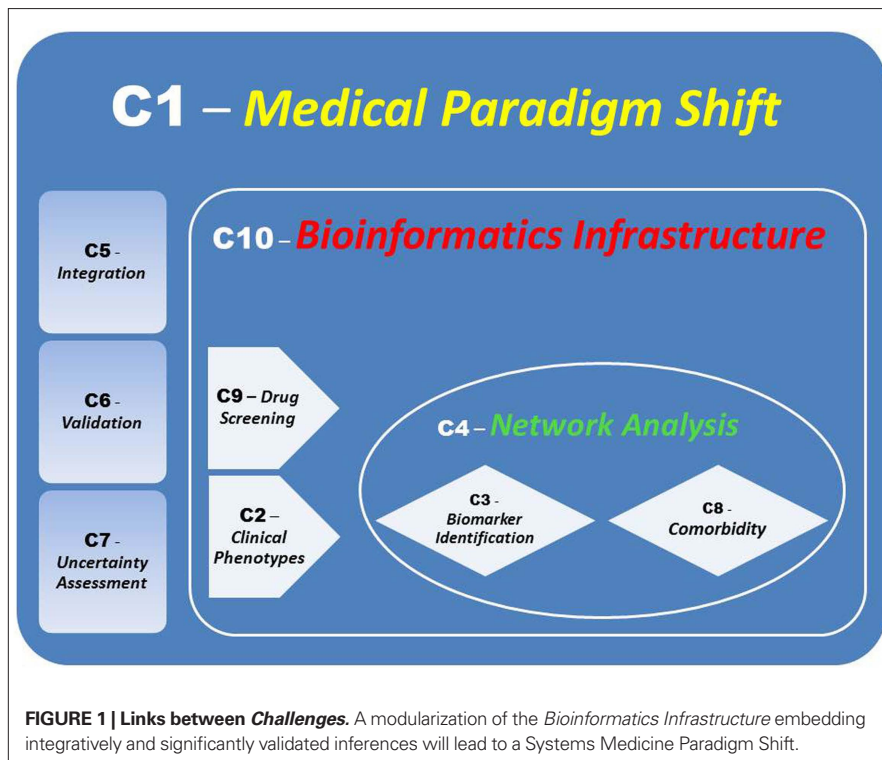 C1 – Medical Paradigm Shift
C5 -
Integration
C6 -
Validation
C7 -
Uncertainty
Assessment
C10 – Bioinformatics Infrastructure
C9 – Drug
Screening
C2 –
Clinical
Phenotypes
C4 – Network Analysis
C3 -
Biomarker
Identification
C8 -
Comorbidity
FIGURE 1 | Links between Challenges. A modularization of the Bioinformatics Infrastructure embedding
integratively and significantly validated inferences will lead to a Systems Medicine Paradigm Shift.